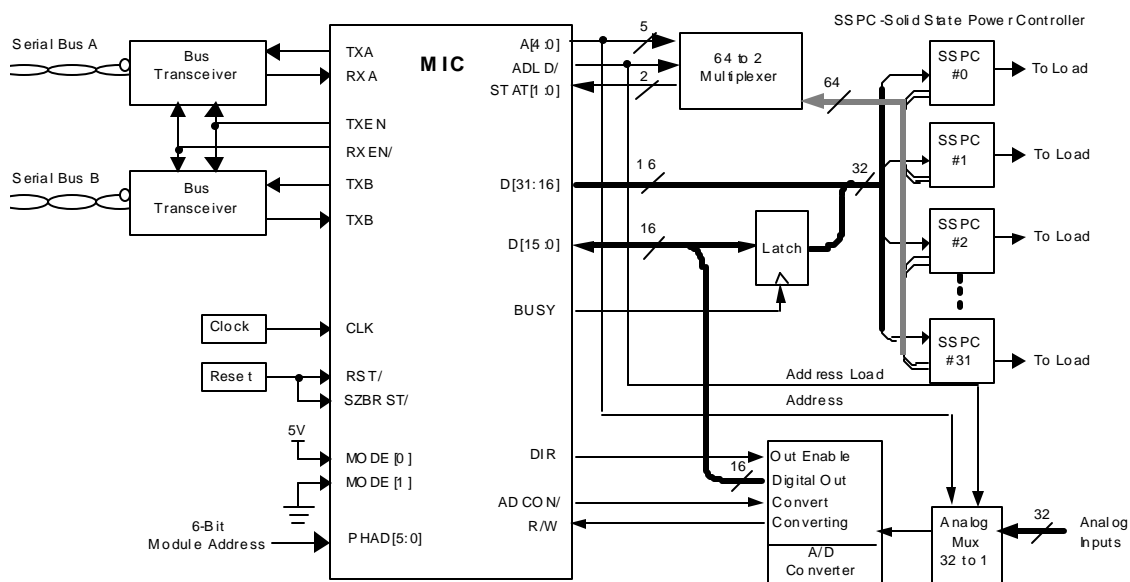 SSPC-Solid State Power Controller
Serial Bus A
Bus
Transceiver
TXA
RXA
MIC
A[4:0]
5
ADLD/
STAT[1:0]
2
64 to 2
Multiplexer
64
SSPC
#0
To Load
TXEN
RXEN/
SSPC
#1
To Load
Serial Bus B
Bus
Transceiver
TXB
TXB
D[31:16]
16
32
D[15:0]
16
Latch
SSPC
#2
To Load
BUSY
Clock
CLK
SSPC
#31
To Load
Reset
RST/
SZBRST/
Address Load
Address
5V
MODE[0]
MODE[1]
DIR
ADCON/
R/W
16
Out Enable
Digital Out
Convert
Converting
A/D
Converter
6-Bit
Module Address
PHAD[5:0]
Analog
Mux
32 to 1
32
Analog
Inputs